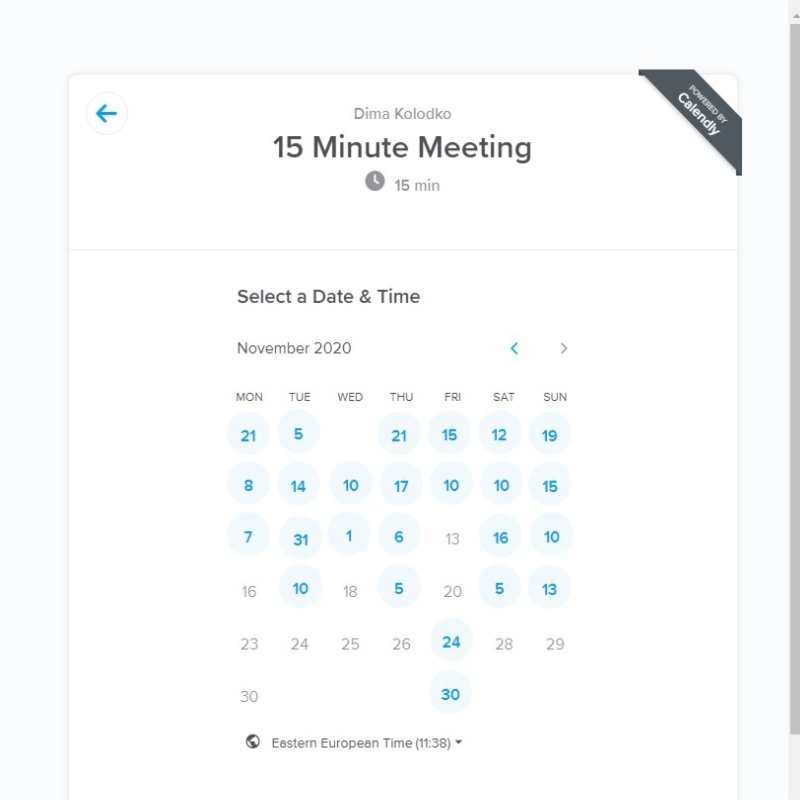 POWERED BY
Calendly
Dima Kolodko
15 Minute Meeting
15 min
Select a Date & Time
November 2020
MON TUE WED THU FRI SAT SUN
21 5 21 15 12 19
8 14 10 17 10 10 15
7 31 1 6 13 16 10
16 10 18 5 20 5 13
23 24 25 26 24 28 29
30 30
Eastern European Time (11:38)